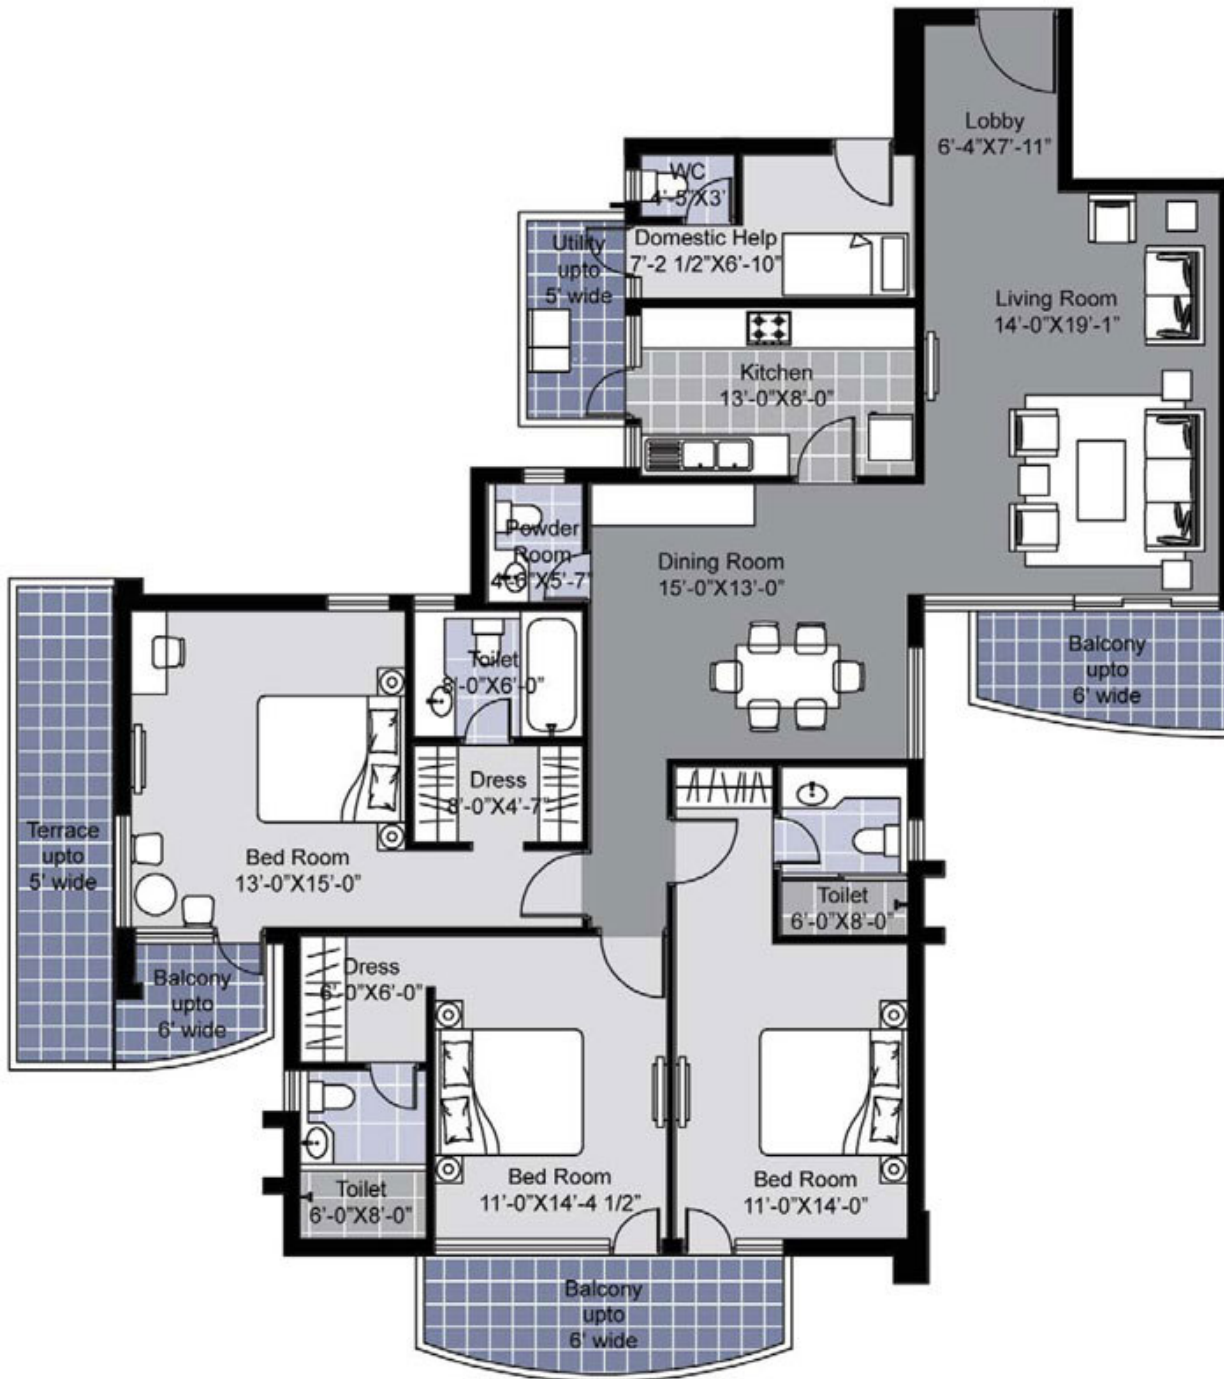 Lobby
6'-4"X7'-11"
WC
4'-5"X3'
Domestic Help
7'-2 1/2"X6'-10"
Utility
upto
5' wide
Living Room
14'-0"X19'-1"
Kitchen
13'-0"X8'-0"
Powder
Room
4'-6"X5'-7"
Dining Room
15'-0"X13'-0"
Balcony
upto
6' wide
Toilet
8'-0"X6'-0"
Dress
8'-0"X4'-7"
Terrace
upto
5' wide
Bed Room
13'-0"X15'-0"
Toilet
6'-0"X8'-0"
Balcony
upto
6' wide
Dress
6'-0"X6'-0"
Bed Room
11'-0"X14'-4 1/2"
Bed Room
11'-0"X14'-0"
Toilet
6'-0"X8'-0"
Balcony
upto
6' wide